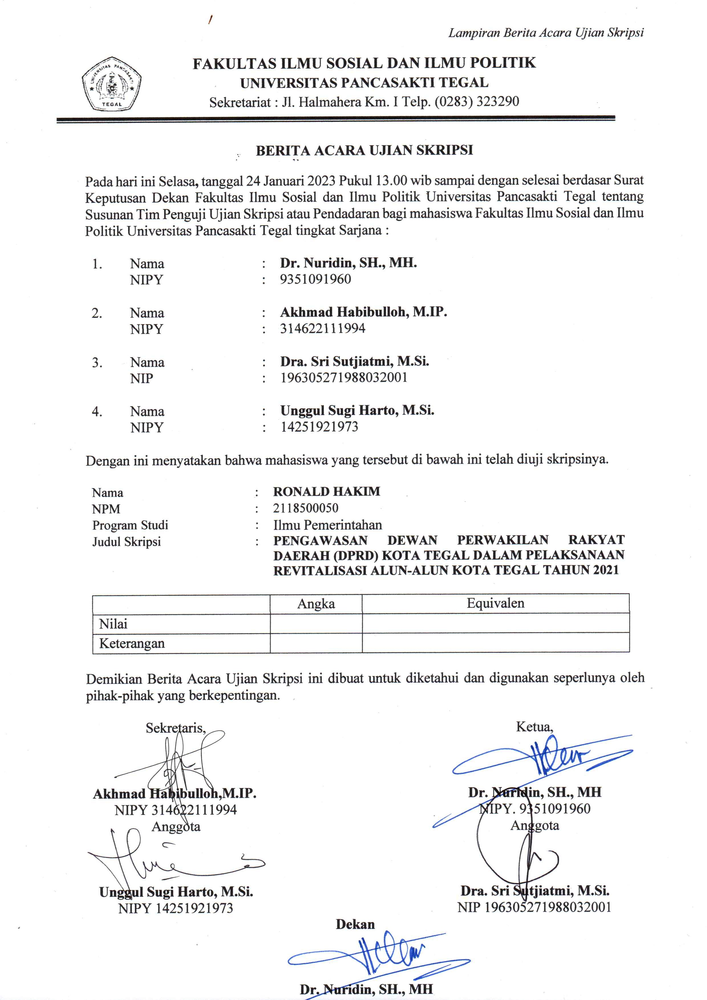 Lampiran Berita Acara Ujian Skripsi
UNIVERSITAS PANCASAKTI
TEGAL
FAKULTAS ILMU SOSIAL DAN ILMU POLITIK
UNIVERSITAS PANCASAKTI TEGAL
Sekretariat : Jl. Halmahera Km. I Telp. (0283) 323290
BERITA ACARA UJIAN SKRIPSI
Pada hari ini Selasa, tanggal 24 Januari 2023 Pukul 13.00 wib sampai dengan selesai berdasar Surat
Keputusan Dekan Fakultas Ilmu Sosial dan Ilmu Politik Universitas Pancasakti Tegal tentang
Susunan Tim Penguji Ujian Skripsi atau Pendadaran bagi mahasiswa Fakultas Ilmu Sosial dan Ilmu
Politik Universitas Pancasakti Tegal tingkat Sarjana :
1. Nama : Dr. Nuridin, SH., MH.
NIPY : 9351091960
2. Nama : Akhmad Habibulloh, M.IP.
NIPY : 314622111994
3. Nama : Dra. Sri Sutjiatmi, M.Si.
NIP : 196305271988032001
4. Nama : Unggul Sugi Harto, M.Si.
NIPY : 14251921973
Dengan ini menyatakan bahwa mahasiswa yang tersebut di bawah ini telah diuji skripsinya.
Nama : RONALD HAKIM
NPM : 2118500050
Program Studi : Ilmu Pemerintahan
Judul Skripsi : PENGAWASAN DEWAN PERWAKILAN RAKYAT
DAERAH (DPRD) KOTA TEGAL DALAM PELAKSANAAN
REVITALISASI ALUN-ALUN KOTA TEGAL TAHUN 2021
Angka Equivalen
Nilai
Keterangan
Demikian Berita Acara Ujian Skripsi ini dibuat untuk diketahui dan digunakan seperlunya oleh
pihak-pihak yang berkepentingan.
Sekretaris, Ketua,
Akhmad Habibulloh,M.IP. Dr. Nuridin, SH., MH
NIPY 314622111994 NIPY. 9351091960
Anggota Anggota
Unggul Sugi Harto, M.Si. Dra. Sri Sutjiatmi, M.Si.
NIPY 14251921973 NIP 196305271988032001
Dekan
Dr. Nuridin, SH., MH